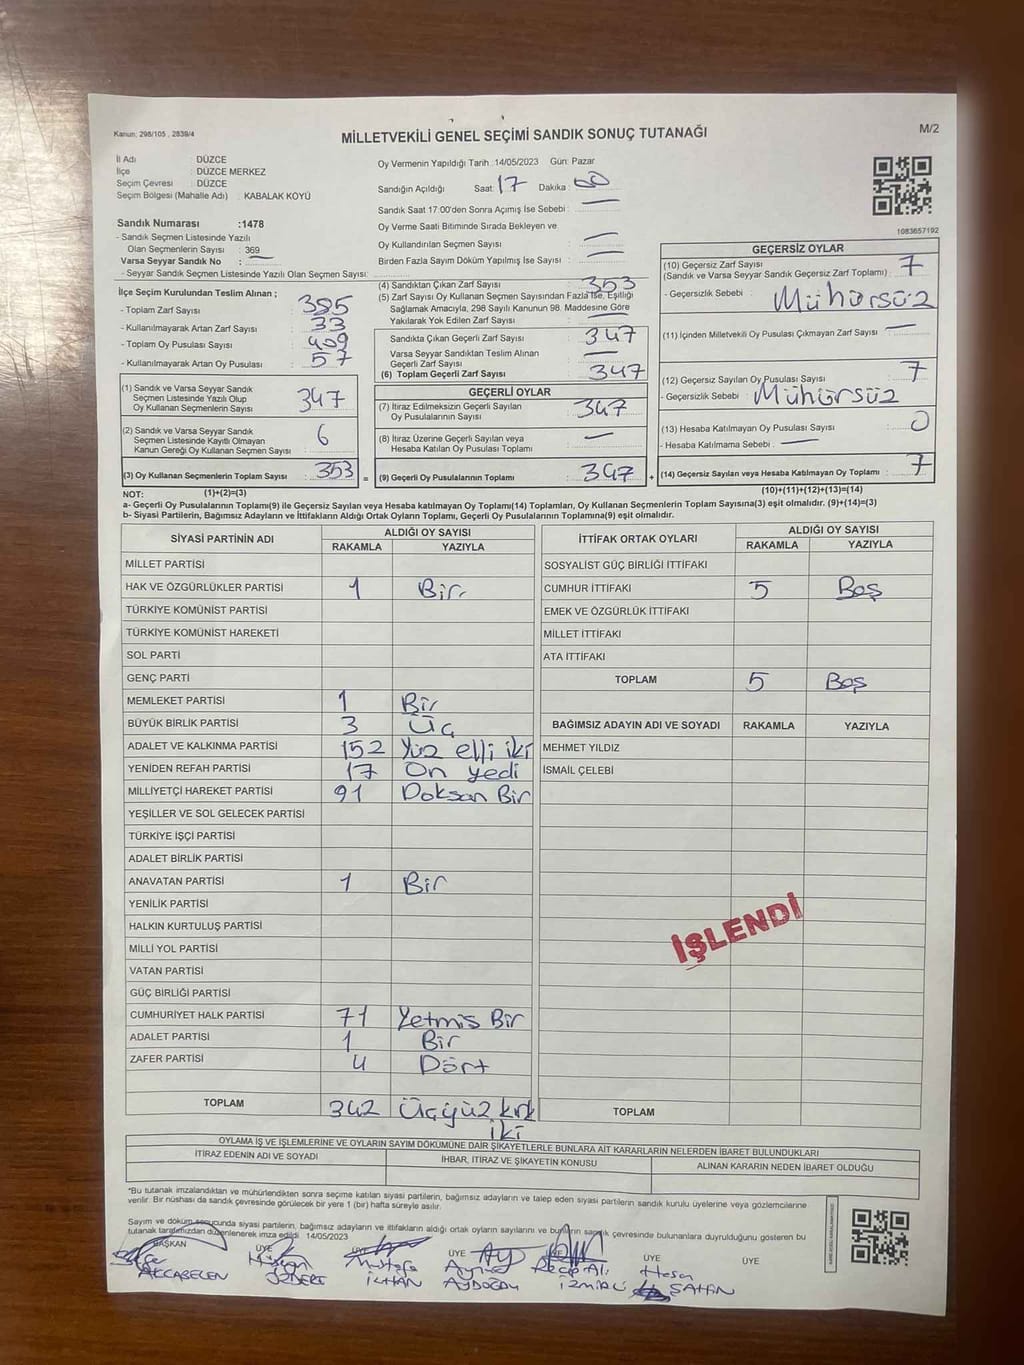 Kanun; 298/105 , 2839/4
MİLLETVEKİLİ GENEL SEÇİMİ SANDIK SONUÇ TUTANAĞI
M/2
İl Adı : DÜZCE
İlçe : DÜZCE MERKEZ
Seçim Çevresi : DÜZCE
Seçim Bölgesi (Mahalle Adı) : KABALAK KÖYÜ
Oy Vermenin Yapıldığı Tarih :14/05/2023 Gün: Pazar
Sandığın Açıldığı Saat 17 Dakika : 00
Sandık Saat 17:00'den Sonra Açımış İse Sebebi :
Oy Verme Saati Bitiminde Sırada Bekleyen ve
Oy Kullandırılan Seçmen Sayısı :
Birden Fazla Sayım Döküm Yapılmış İse Sayısı :
1083657192
Sandık Numarası :1478
- Sandık Seçmen Listesinde Yazılı
Olan Seçmenlerin Sayısı : 369
Varsa Seyyar Sandık No :
- Seyyar Sandık Seçmen Listesinde Yazılı Olan Seçmen Sayısı:
İlçe Seçim Kurulundan Teslim Alınan ;
- Toplam Zarf Sayısı : 385
- Kullanılmayarak Artan Zarf Sayısı : 33
- Toplam Oy Pusulası Sayısı : 409
- Kullanılmayarak Artan Oy Pusulası : 57
(4) Sandıktan Çıkan Zarf Sayısı : 353
(5) Zarf Sayısı Oy Kullanan Seçmen Sayısından Fazla İse, Eşitliği
Sağlamak Amacıyla, 298 Sayılı Kanunun 98. Maddesine Göre
Yakılarak Yok Edilen Zarf Sayısı :
Sandıkta Çıkan Geçerli Zarf Sayısı : 347
Varsa Seyyar Sandıktan Teslim Alınan
Geçerli Zarf Sayısı :
(6) Toplam Geçerli Zarf Sayısı : 347
GEÇERSİZ OYLAR
(10) Geçersiz Zarf Sayısı
(Sandık ve Varsa Seyyar Sandık Geçersiz Zarf Toplamı) : 7
- Geçersizlik Sebebi : Mühürsüz
(11) İçinden Milletvekili Oy Pusulası Çıkmayan Zarf Sayısı :
(12) Geçersiz Sayılan Oy Pusulası Sayısı : 7
- Geçersizlik Sebebi : Mühürsüz
(13) Hesaba Katılmayan Oy Pusulası Sayısı : 0
- Hesaba Katılmama Sebebi :
(14) Geçersiz Sayılan veya Hesaba Katılmayan Oy Toplamı : 7
(1) Sandık ve Varsa Seyyar Sandık
Seçmen Listesinde Yazılı Olup
Oy Kullanan Seçmenlerin Sayısı : 347
(2) Sandık ve Varsa Seyyar Sandık
Seçmen Listesinde Kayıtlı Olmayan
Kanun Gereği Oy Kullanan Seçmen Sayısı : 6
(3) Oy Kullanan Seçmenlerin Toplam Sayısı : 353 =
GEÇERLİ OYLAR
(7) İtiraz Edilmeksizin Geçerli Sayılan
Oy Pusulalarının Sayısı : 347
(8) İtiraz Üzerine Geçerli Sayılan veya
Hesaba Katılan Oy Pusulası Toplamı :
(9) Geçerli Oy Pusulalarının Toplamı : 347 +
NOT: (1)+(2)=(3)
(10)+(11)+(12)+(13)=(14)
a- Geçerli Oy Pusulalarının Toplamı(9) ile Geçersiz Sayılan veya Hesaba katılmayan Oy Toplamı(14) Toplamları, Oy Kullanan Seçmenlerin Toplam Sayısına(3) eşit olmalıdır. (9)+(14)=(3)
b- Siyasi Partilerin, Bağımsız Adayların ve İttifakların Aldığı Ortak Oyların Toplamı, Geçerli Oy Pusulalarının Toplamına(9) eşit olmalıdır.
SİYASİ PARTİNİN ADI ALDIĞI OY SAYISI
RAKAMLA YAZIYLA
MİLLET PARTİSİ
HAK VE ÖZGÜRLÜKLER PARTİSİ 1 Bir
TÜRKİYE KOMÜNİST PARTİSİ
TÜRKİYE KOMÜNİST HAREKETİ
SOL PARTİ
GENÇ PARTİ
MEMLEKET PARTİSİ 1 Bir
BÜYÜK BİRLİK PARTİSİ 3 Üç
ADALET VE KALKINMA PARTİSİ 152 Yüz elli iki
YENİDEN REFAH PARTİSİ 17 On yedi
MİLLİYETÇİ HAREKET PARTİSİ 91 Doksan Bir
YEŞİLLER VE SOL GELECEK PARTİSİ
TÜRKİYE İŞÇİ PARTİSİ
ADALET BİRLİK PARTİSİ
ANAVATAN PARTİSİ 1 Bir
YENİLİK PARTİSİ
HALKIN KURTULUŞ PARTİSİ
MİLLİ YOL PARTİSİ
VATAN PARTİSİ
GÜÇ BİRLİĞİ PARTİSİ
CUMHURİYET HALK PARTİSİ 71 Yetmiş Bir
ADALET PARTİSİ 1 Bir
ZAFER PARTİSİ 4 Dört
TOPLAM 342 Üçyüz kırk
iki
İTTİFAK ORTAK OYLARI ALDIĞI OY SAYISI
RAKAMLA YAZIYLA
SOSYALİST GÜÇ BİRLİĞİ İTTİFAKI
CUMHUR İTTİFAKI 5 Beş
EMEK VE ÖZGÜRLÜK İTTİFAKI
MİLLET İTTİFAKI
ATA İTTİFAKI
TOPLAM 5 Beş
BAĞIMSIZ ADAYIN ADI VE SOYADI RAKAMLA YAZIYLA
MEHMET YILDIZ
İSMAİL ÇELEBİ
İŞLENDİ
TOPLAM
OYLAMA İŞ VE İŞLEMLERİNE VE OYLARIN SAYIM DÖKÜMÜNE DAİR ŞİKAYETLERLE BUNLARA AİT KARARLARIN NELERDEN İBARET BULUNDUKLARI
İTİRAZ EDENİN ADI VE SOYADI İHBAR, İTİRAZ VE ŞİKAYETİN KONUSU ALINAN KARARIN NEDEN İBARET OLDUĞU
"Bu tutanak imzalandıktan ve mühürlendikten sonra seçime katılan siyasi partilerin, bağımsız adayların ve talep eden siyasi partilerin sandık kurulu üyelerine veya gözlemcilerine
verilir. Bir nüshası da sandık çevresinde görülecek bir yere 1 (bir) hafta süreyle asılır.
Sayım ve döküm sonucunda siyasi partilerin, bağımsız adayların ve ittifakların aldığı ortak oyların sayılarını ve bunların sandık çevresinde bulunanlara duyrulduğunu gösteren bu
tutanak tarafımızdan düzenlenerek imza edildi 14/05/2023
BAŞKAN ÜYE ÜYE ÜYE ÜYE ÜYE ÜYE
AKÇABELEN
ÖZDERE
Mustafa İLHAN
AYDOĞAN
Recep Ali İZMİRLİ
Hasan ŞAHİN